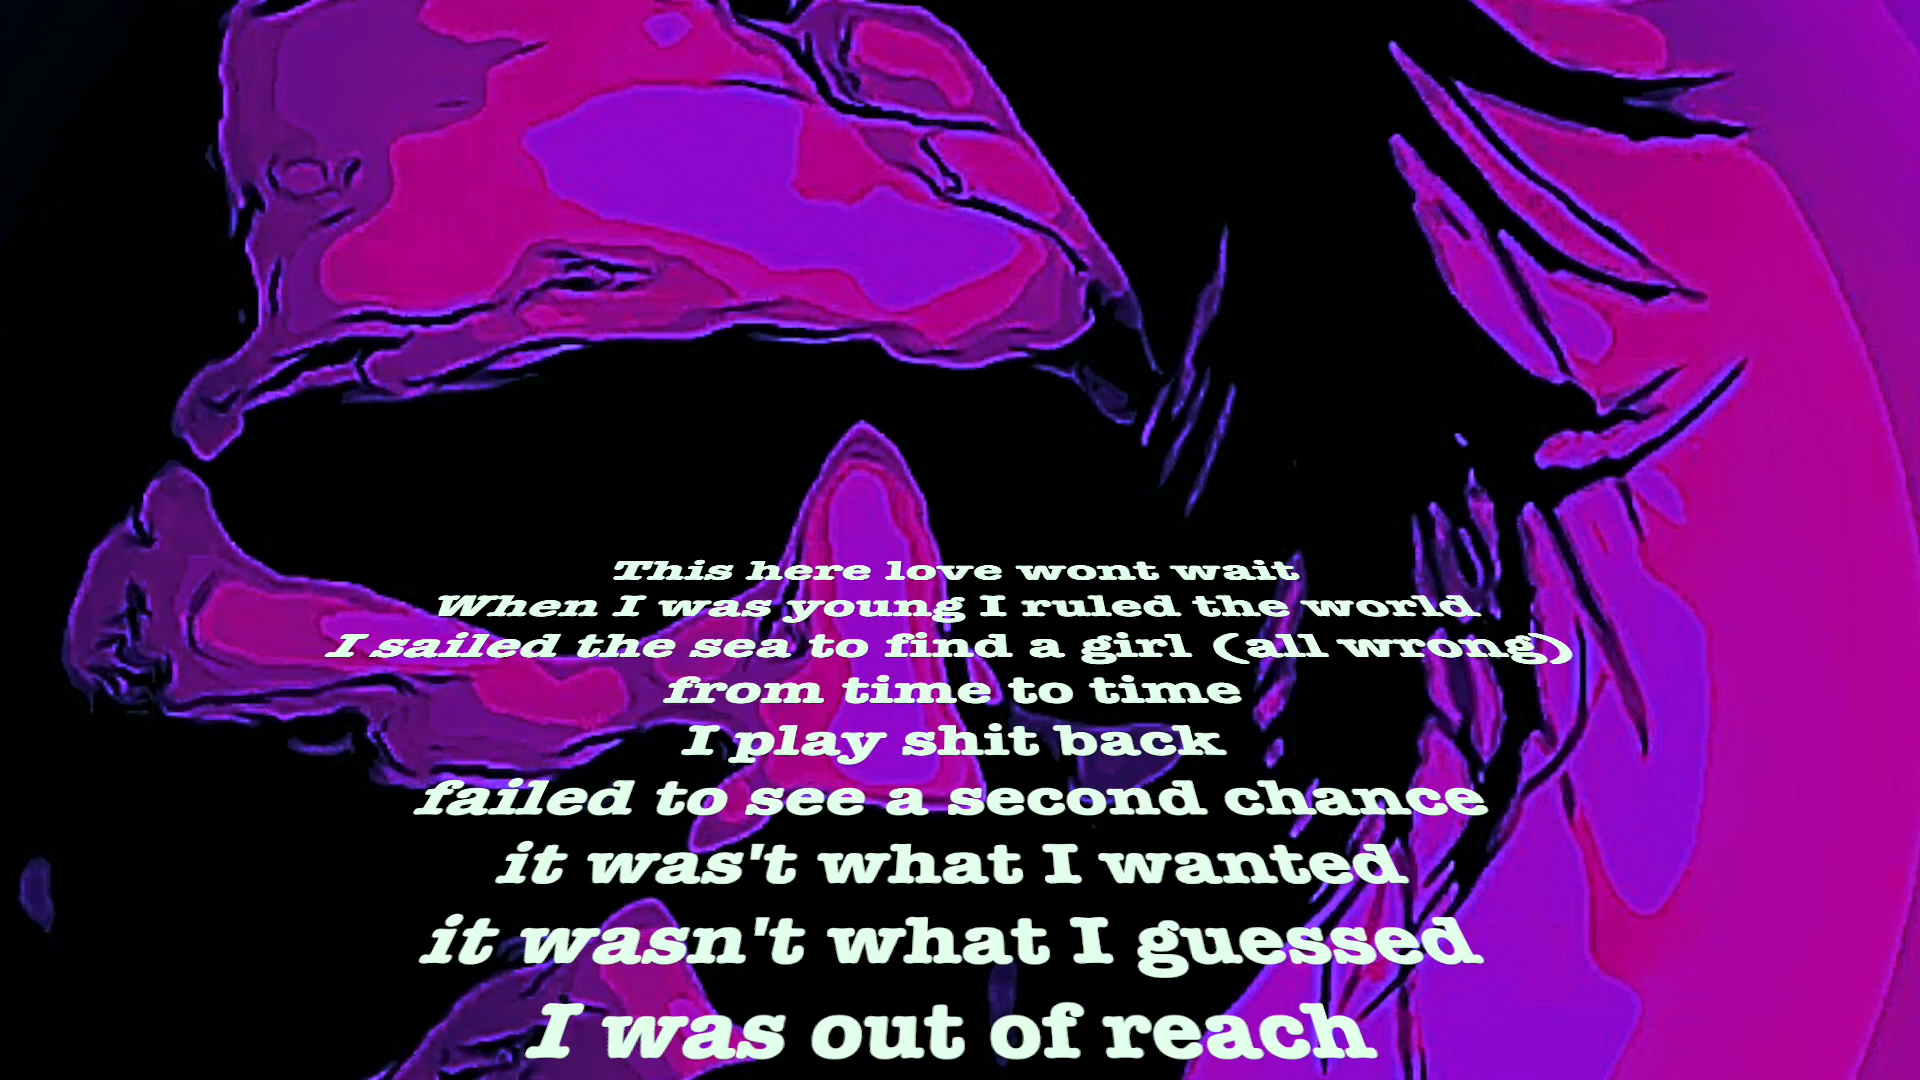 This here love wont wait
When I was young I ruled the world
I sailed the sea to find a girl (all wrong)
from time to time
I play shit back
failed to see a second chance
it was't what I wanted
it wasn't what I guessed
I was out of reach